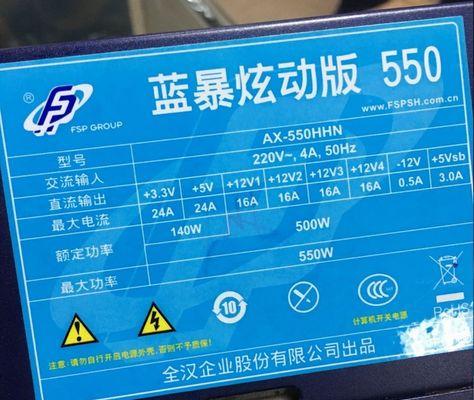 ® FSP GROUP
蓝暴炫动版 550
www.FSPSH.com.cn
型号 AX-550HHN
交流输入 220V~, 4A, 50Hz
直流输出 +3.3V +5V +12V1 +12V2 +12V3 +12V4 -12V +5Vsb
最大电流 24A 24A 16A 16A 16A 16A 0.5A 3.0A
额定功率 140W 500W
最大功率 550W
10
CCC
计算机开关电源
RoHS
注意: 请勿自行开启电源外壳,否则不予保修!
全汉企业股份有限公司出品